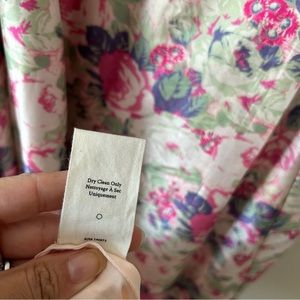 Dry Clean Only
Nettoyage À Sec
Uniquement